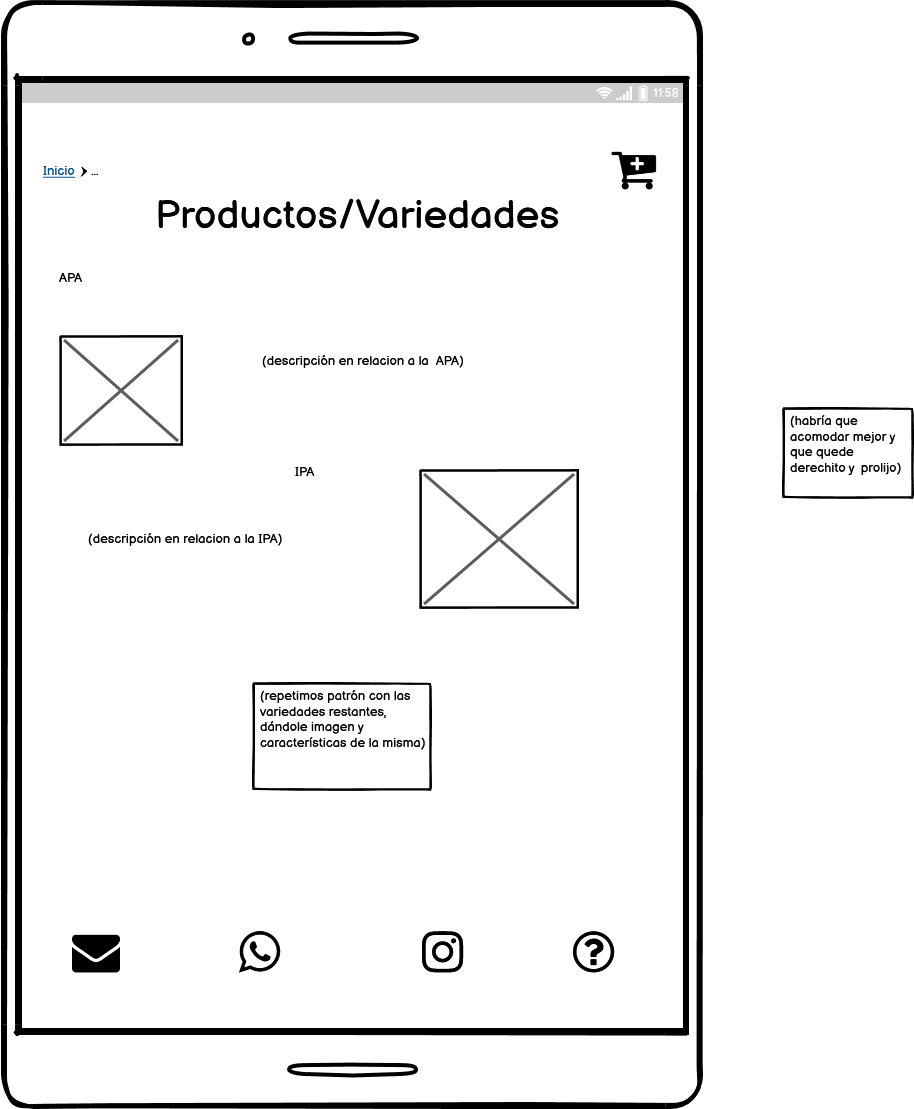 11:58
Inicio ...
Productos/Variedades
APA
(descripción en relacion a la  APA)
(habría que
acomodar mejor y
que quede
derechito y  prolijo)
IPA
(descripción en relacion a la IPA)
(repetimos patrón con las
variedades restantes,
dándole imagen y
características de la misma)